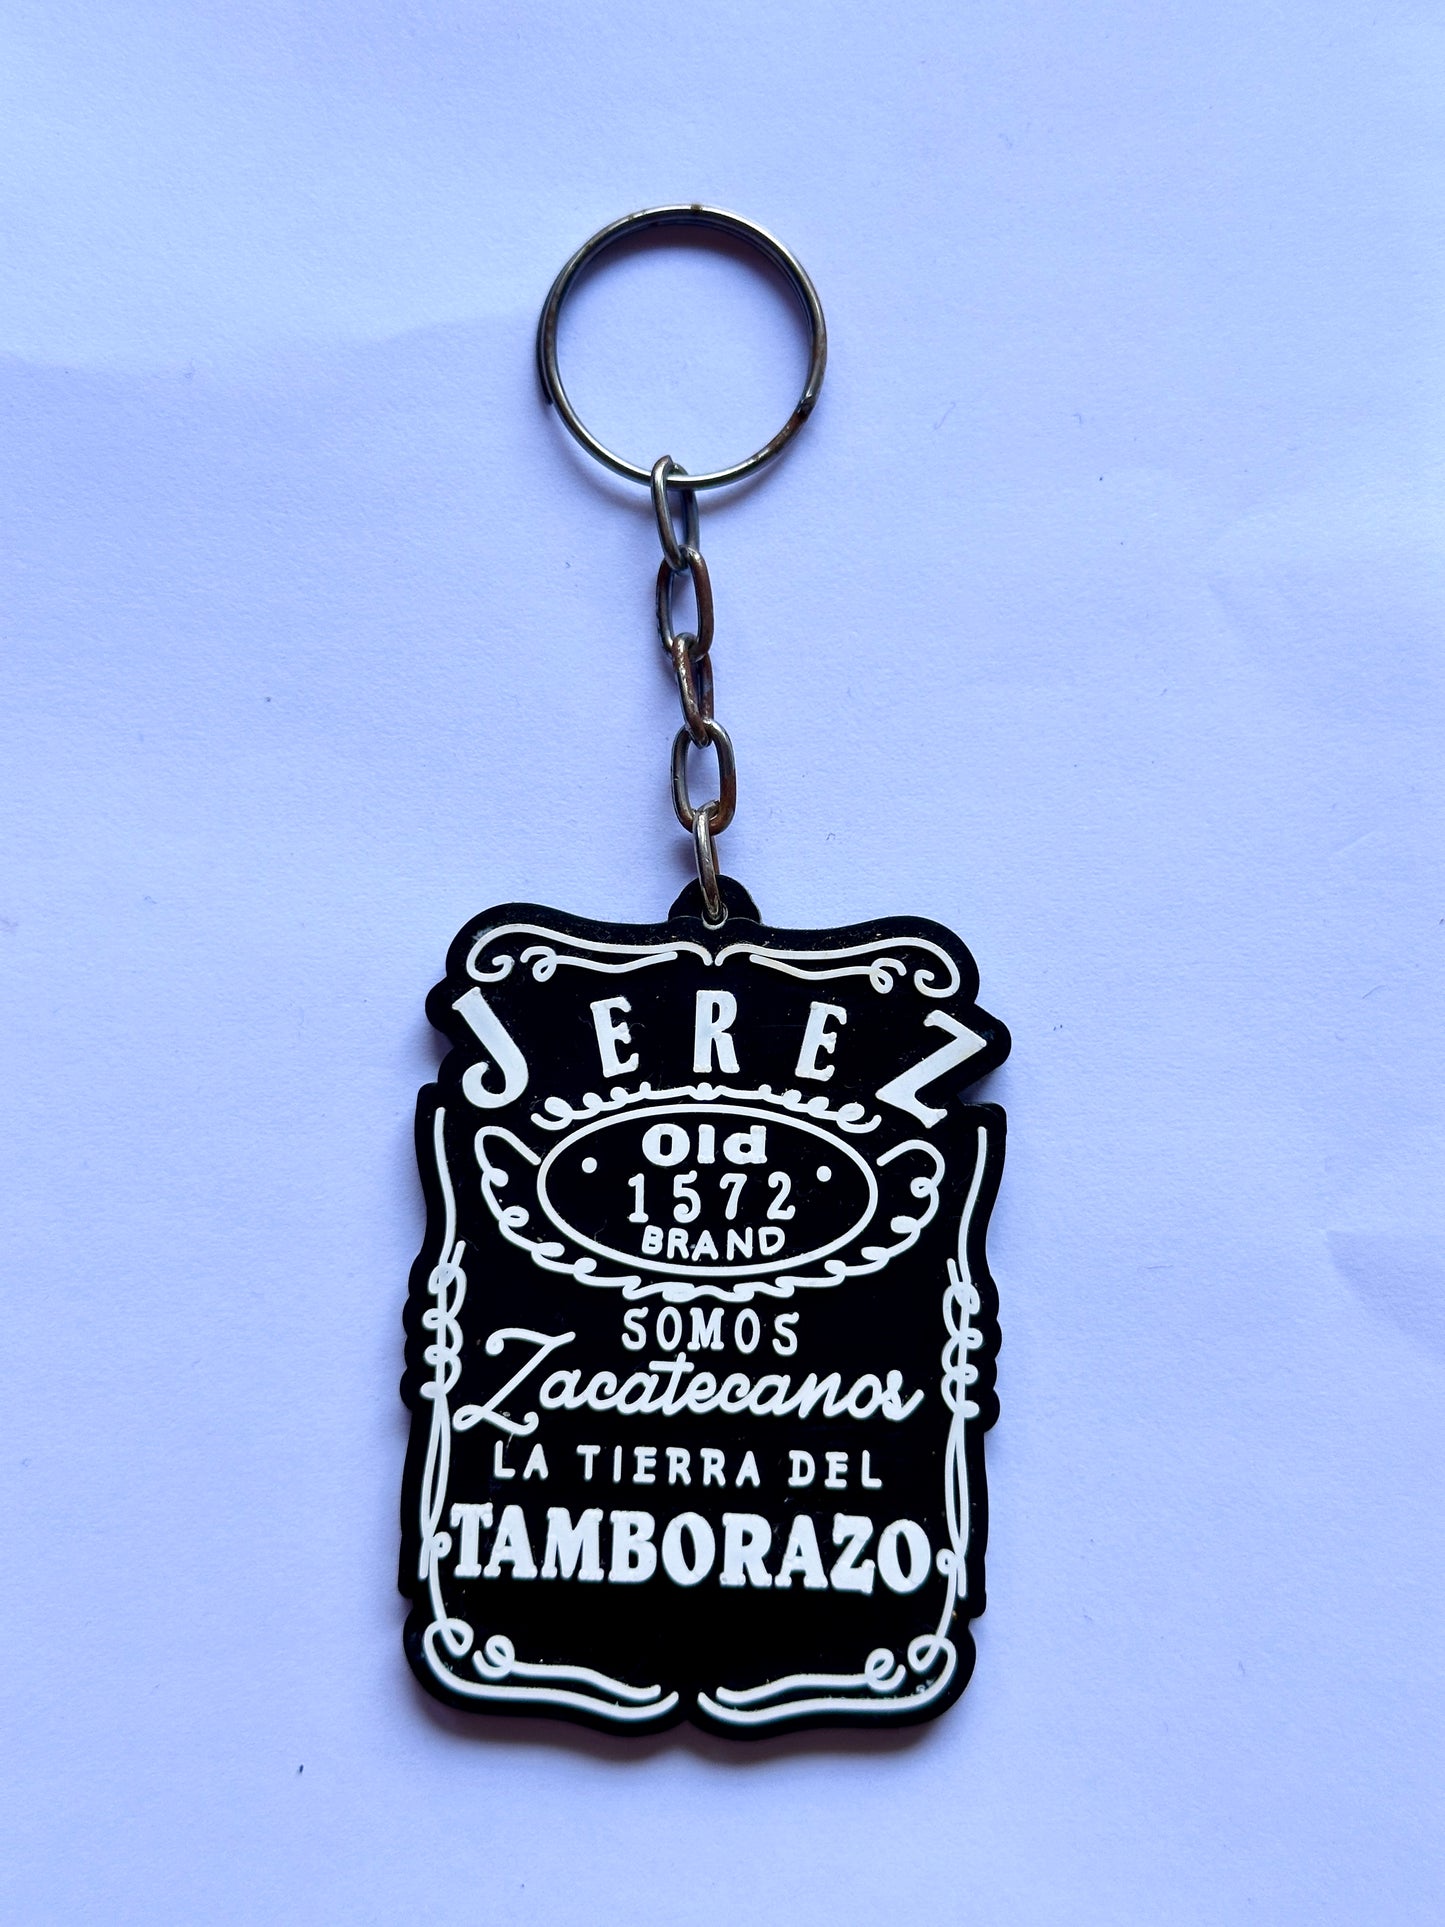 JEREZ
Old
1572
BRAND
SOMOS
Zacatecanos
LA TIERRA DEL
TAMBORAZO